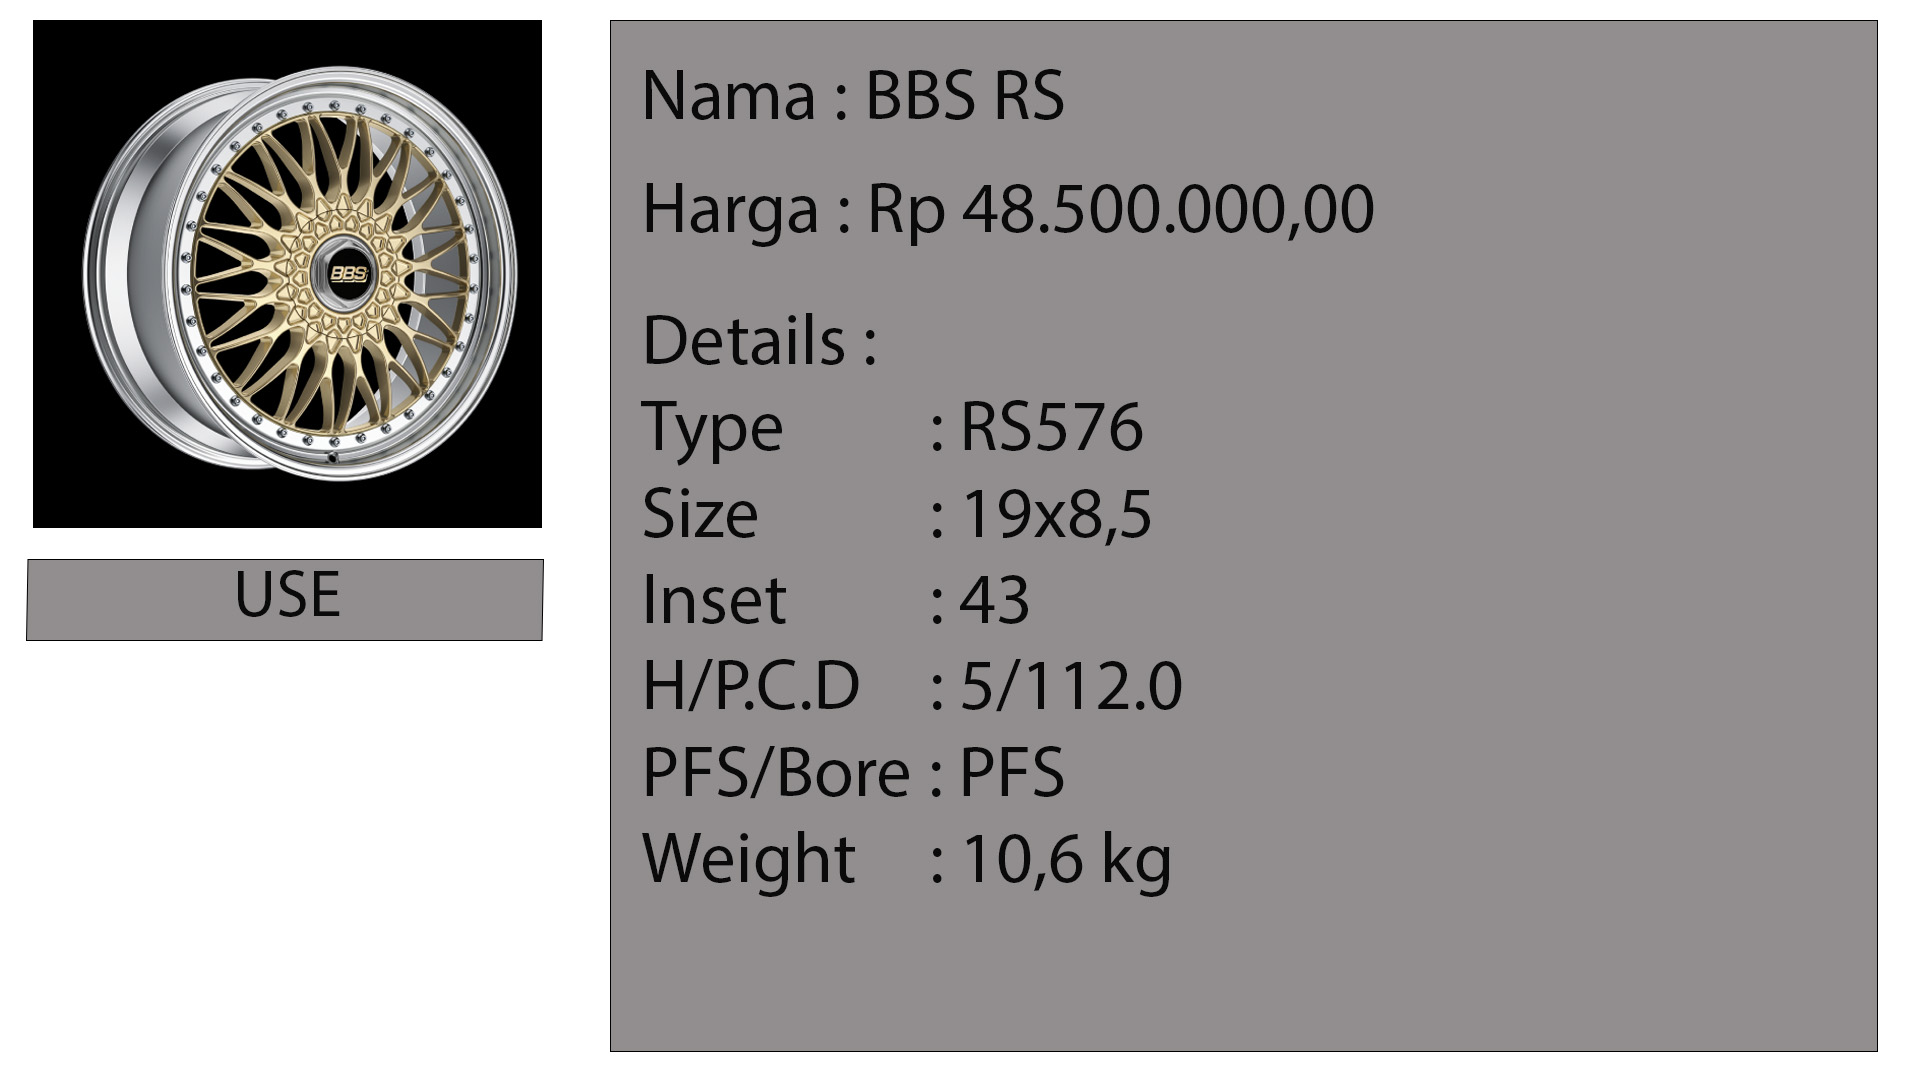 BBS
USE
Nama : BBS RS
Harga : Rp 48.500.000,00
Details :
Type : RS576
Size : 19x8,5
Inset : 43
H/P.C.D : 5/112.0
PFS/Bore : PFS
Weight : 10,6 kg